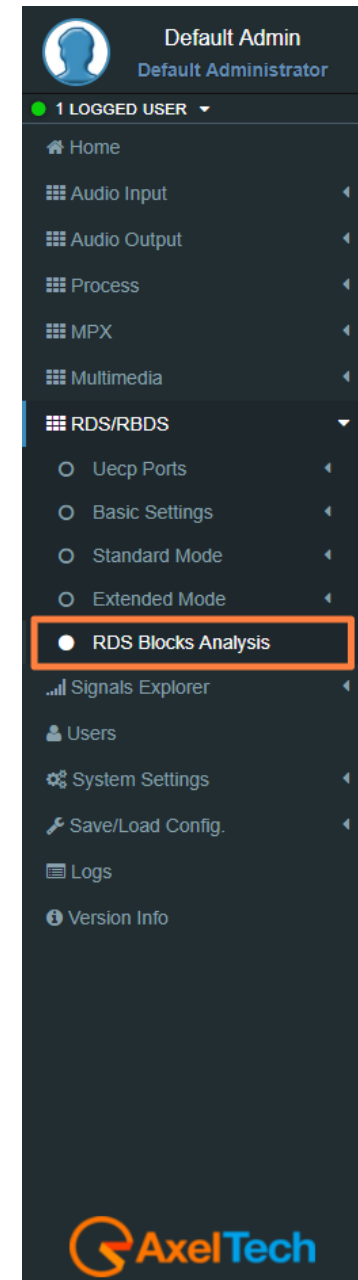 Default Admin
Default Administrator
1 LOGGED USER
Home
Audio Input
Audio Output
Process
MPX
Multimedia
RDS/RBDS
Uecp Ports
Basic Settings
Standard Mode
Extended Mode
RDS Blocks Analysis
Signals Explorer
Users
System Settings
Save/Load Config.
Logs
Version Info
AxelTech